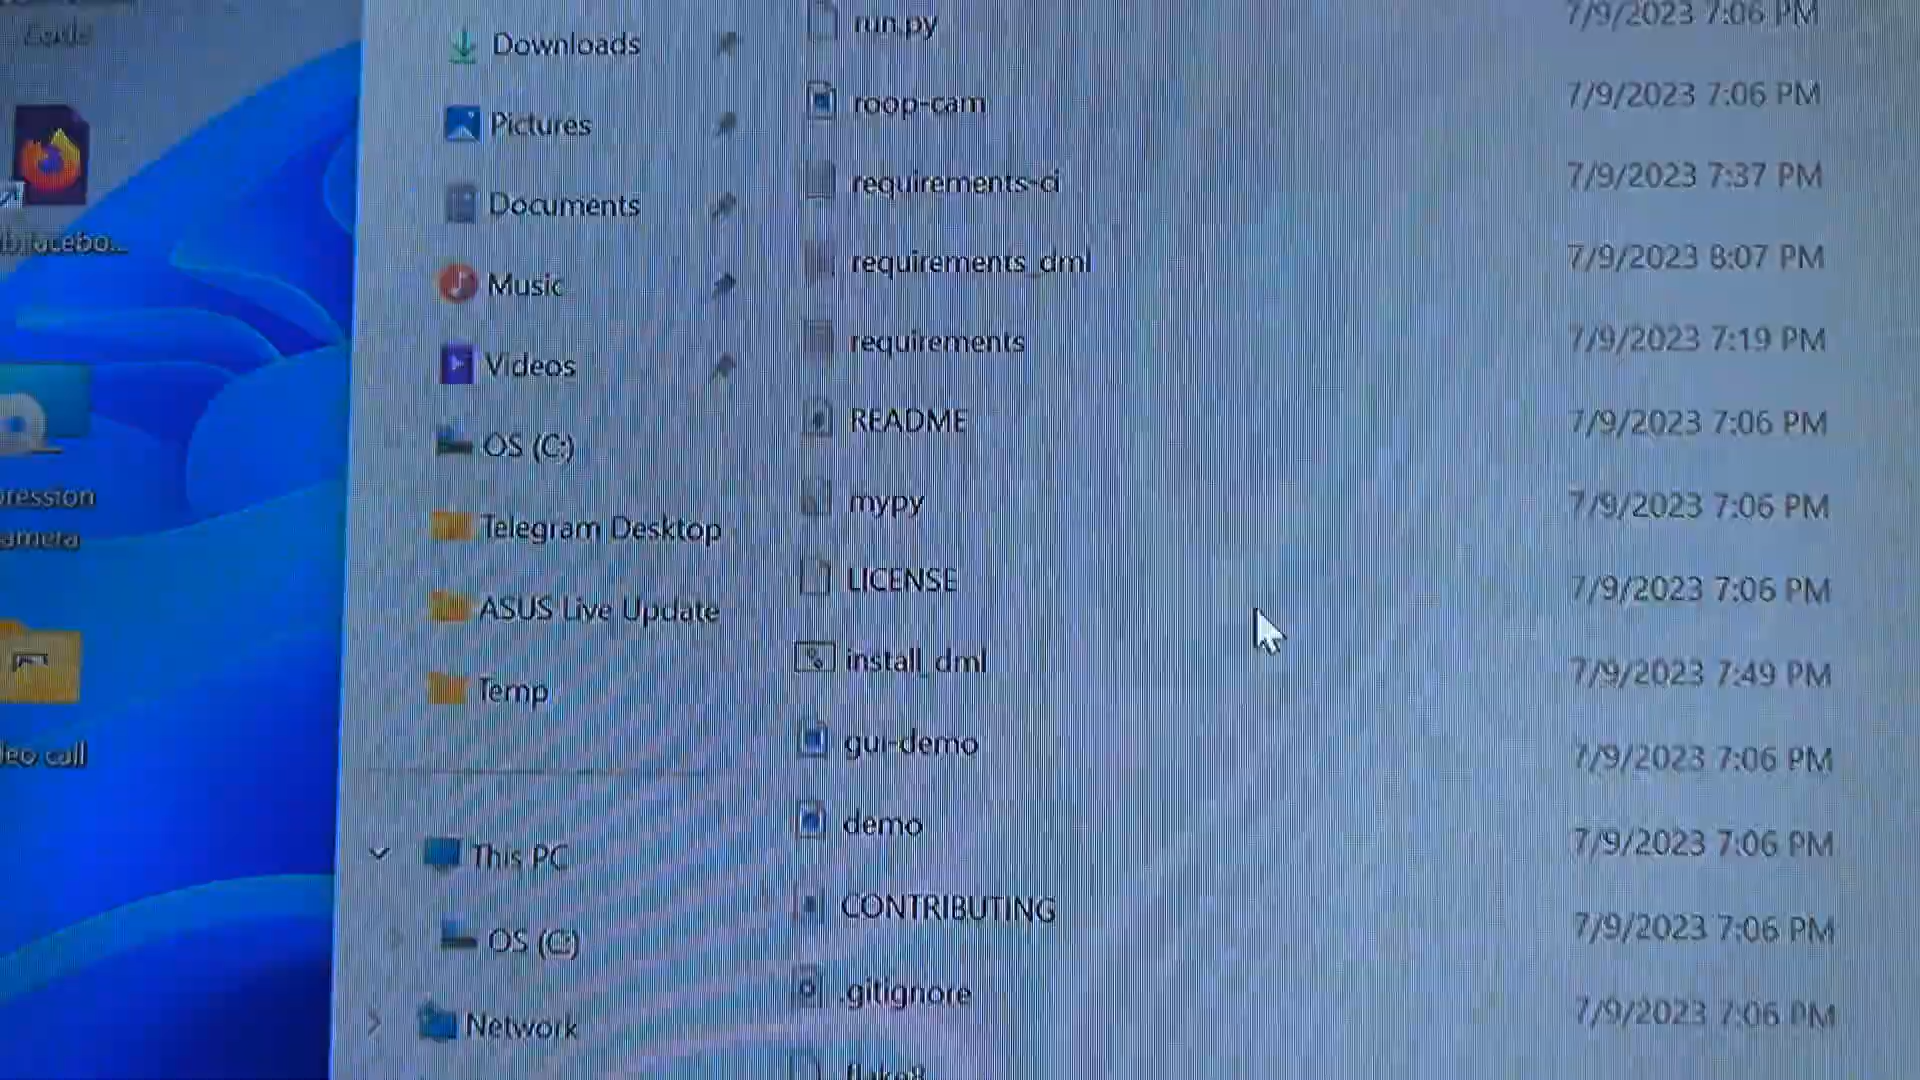 Downloads
Pictures
Documents
Music
Videos
OS (C:)
Telegram Desktop
ASUS Live Update
Temp
This PC
OS (C:)
Network
run.py 7/9/2023 7:06 PM
roop-cam 7/9/2023 7:06 PM
requirements-ci 7/9/2023 7:37 PM
requirements_dml 7/9/2023 8:07 PM
requirements 7/9/2023 7:19 PM
README 7/9/2023 7:06 PM
mypy 7/9/2023 7:06 PM
LICENSE 7/9/2023 7:06 PM
install_dml 7/9/2023 7:49 PM
gui-demo 7/9/2023 7:06 PM
demo 7/9/2023 7:06 PM
CONTRIBUTING 7/9/2023 7:06 PM
.gitignore 7/9/2023 7:06 PM
.flake8
call